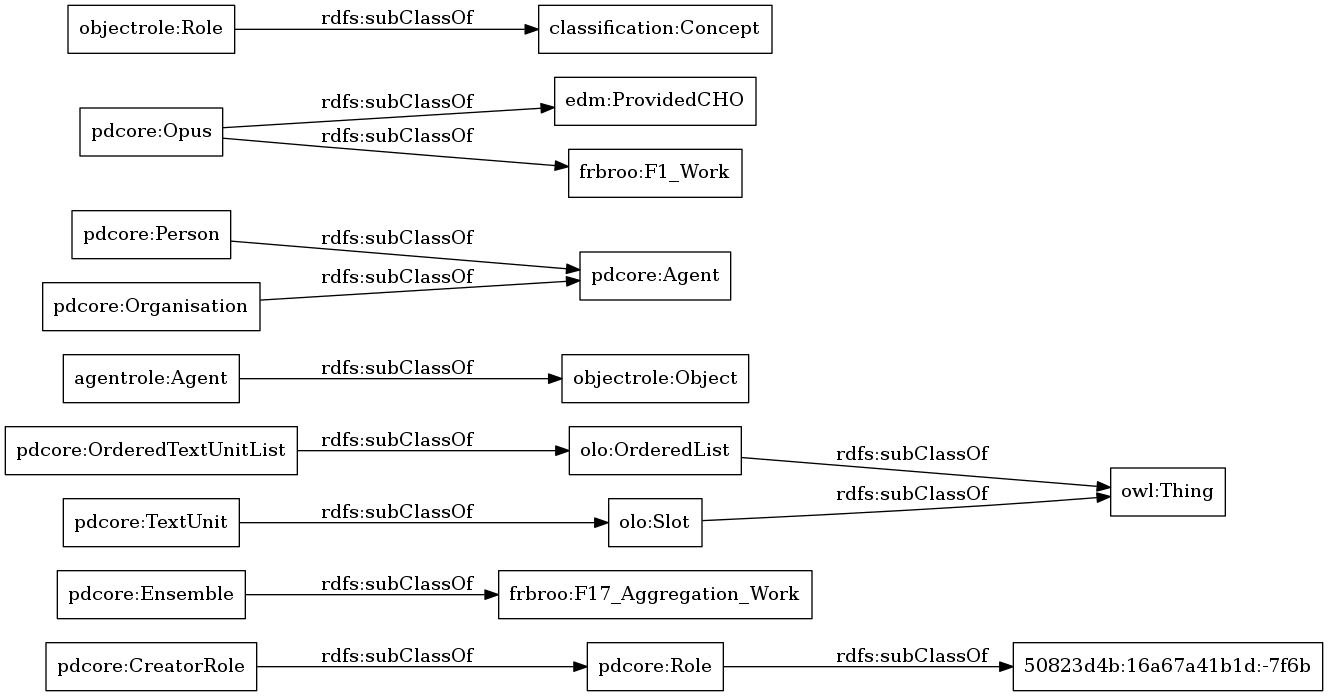 objectrole:Role
rdfs:subClassOf
classification:Concept
pdcore:Opus
rdfs:subClassOf
edm:ProvidedCHO
rdfs:subClassOf
frbroo:F1_Work
pdcore:Person
rdfs:subClassOf
pdcore:Agent
pdcore:Organisation
rdfs:subClassOf
agentrole:Agent
rdfs:subClassOf
objectrole:Object
pdcore:OrderedTextUnitList
rdfs:subClassOf
olo:OrderedList
rdfs:subClassOf
owl:Thing
pdcore:TextUnit
rdfs:subClassOf
olo:Slot
rdfs:subClassOf
pdcore:Ensemble
rdfs:subClassOf
frbroo:F17_Aggregation_Work
pdcore:CreatorRole
rdfs:subClassOf
pdcore:Role
rdfs:subClassOf
50823d4b:16a67a41b1d:-7f6b